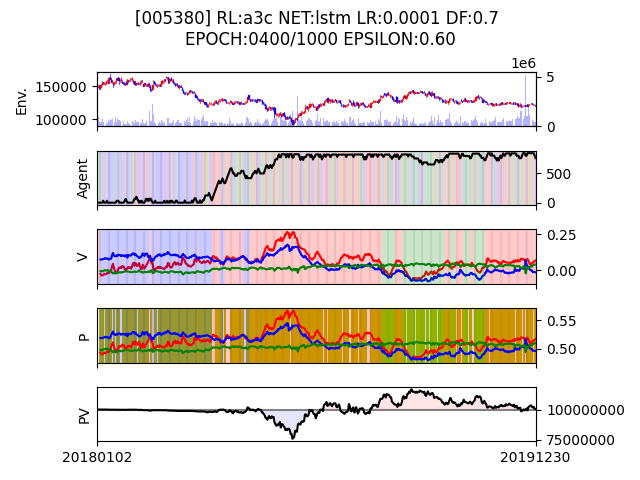 [005380] RL:a3c NET:lstm LR:0.0001 DF:0.7
EPOCH:0400/1000 EPSILON:0.60
1e6
Env.
150000
100000
5
0
Agent
500
0
V
0.25
0.00
P
0.55
0.50
PV
100000000
75000000
20180102
20191230